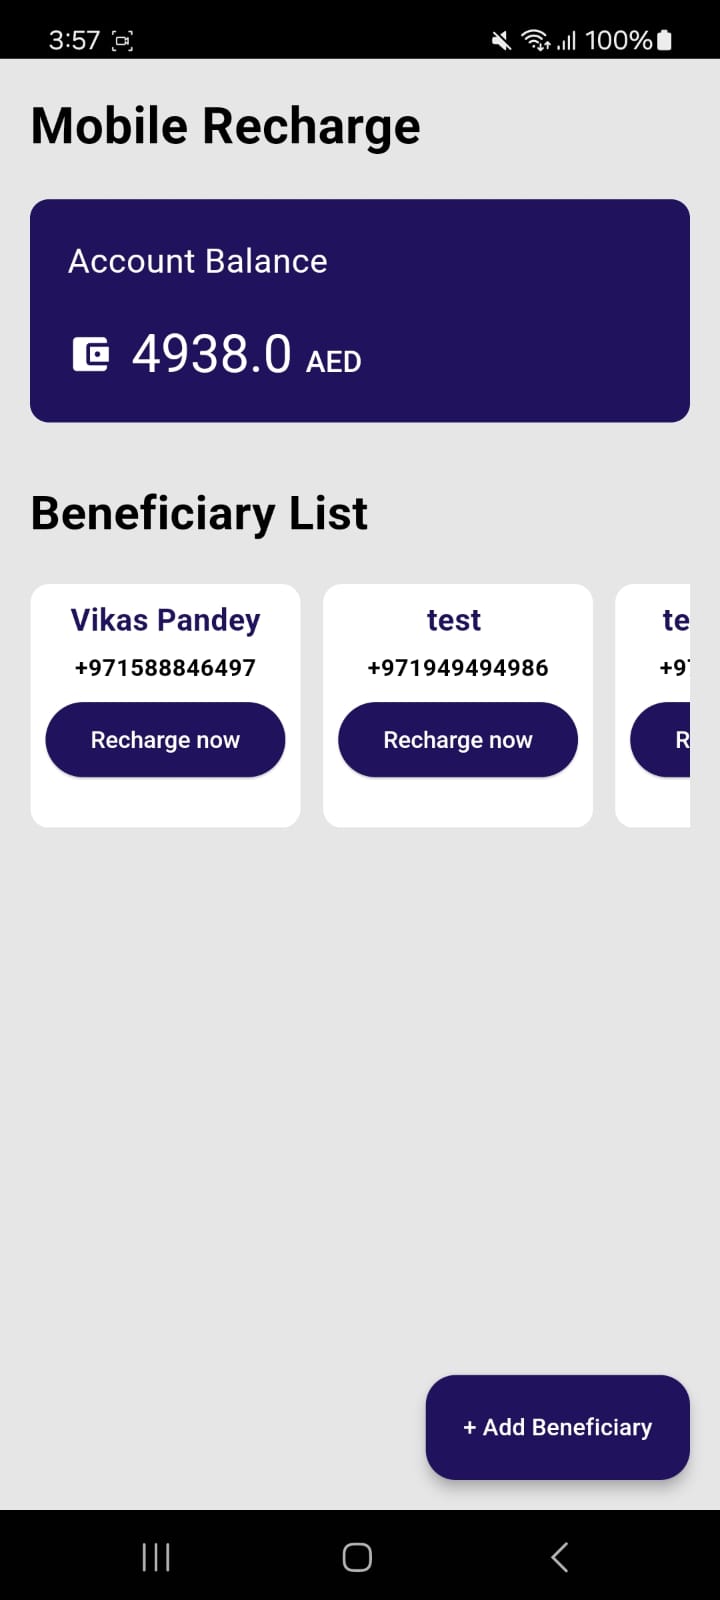 3:57 100%
Mobile Recharge
Account Balance
4938.0 AED
Beneficiary List
Vikas Pandey
+971588846497
Recharge now
test
+971949494986
Recharge now
te
+97
R
+ Add Beneficiary